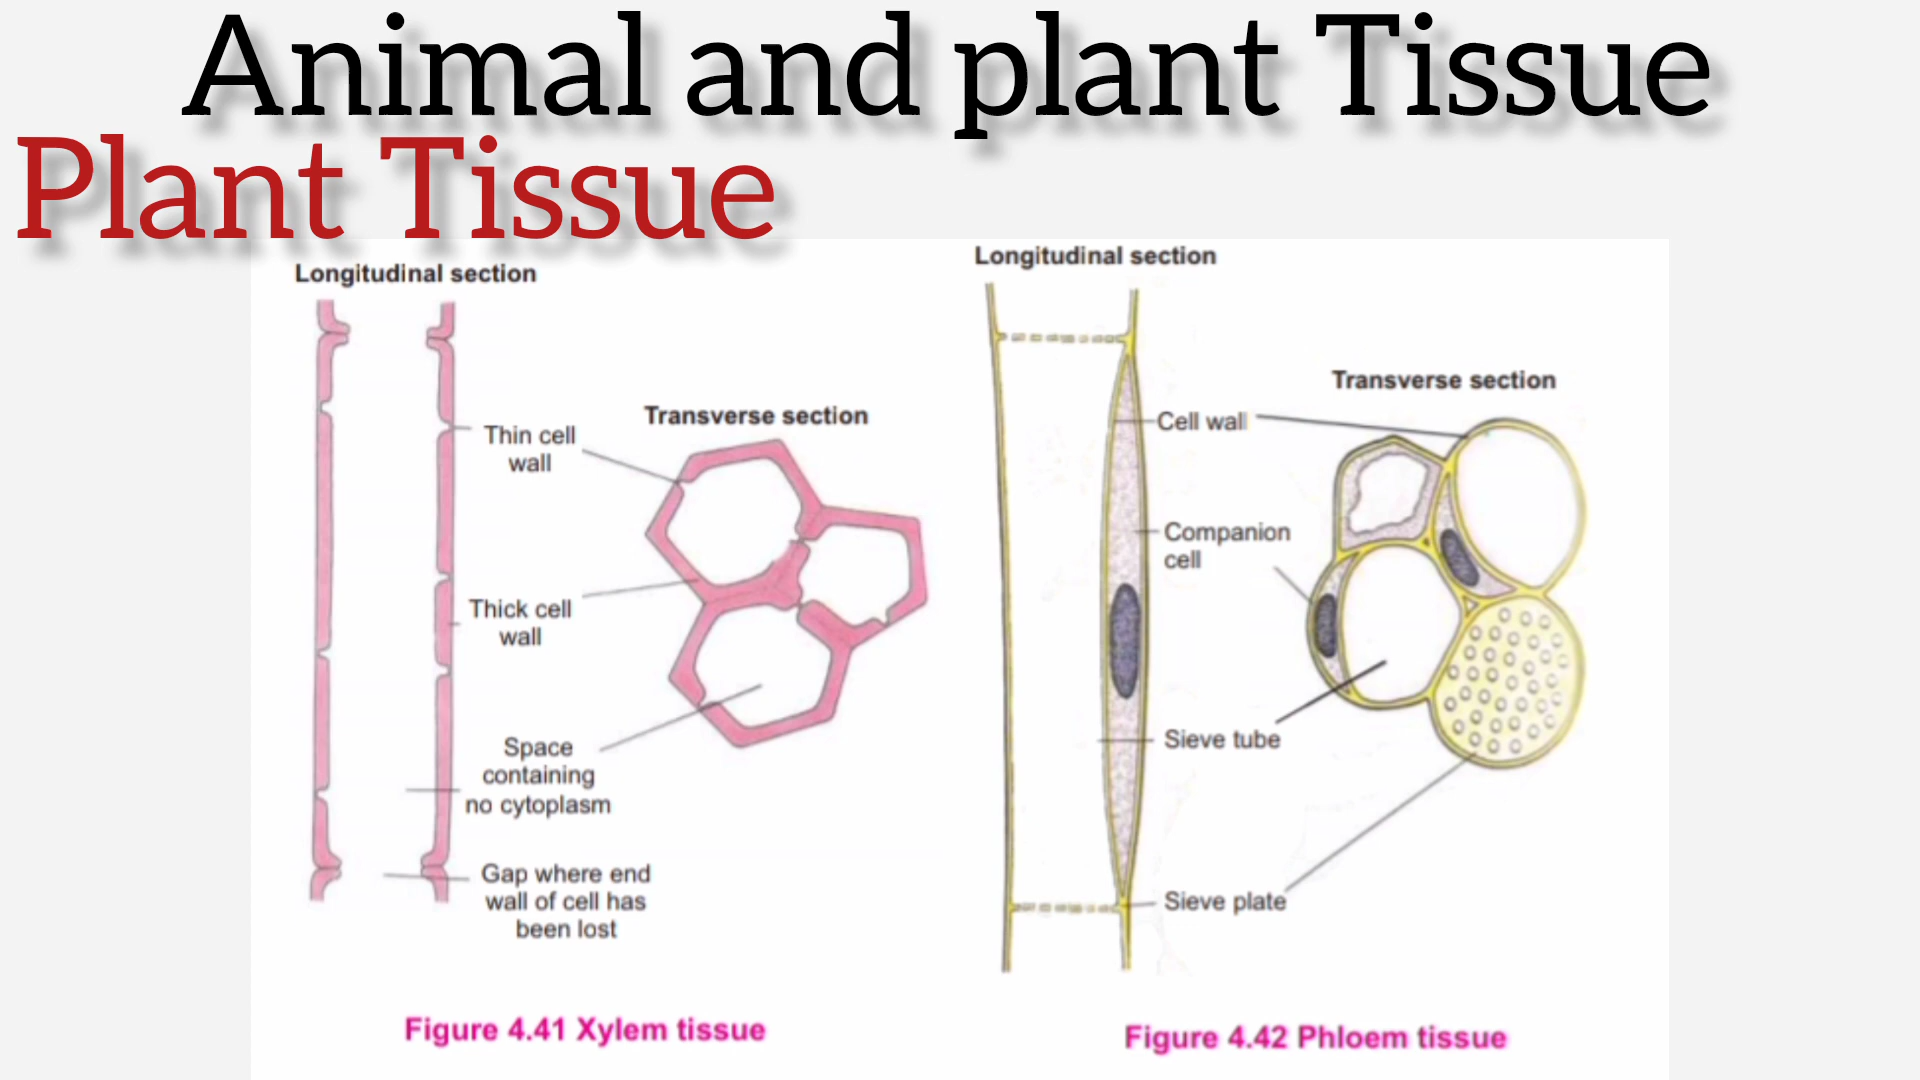 Animal and plant Tissue
Plant Tissue
Longitudinal section
Transverse section
Thin cell
wall
Thick cell
wall
Space
containing
no cytoplasm
Gap where end
wall of cell has
been lost
Figure 4.41 Xylem tissue
Longitudinal section
Transverse section
Cell wall
Companion
cell
Sieve tube
Sieve plate
Figure 4.42 Phloem tissue